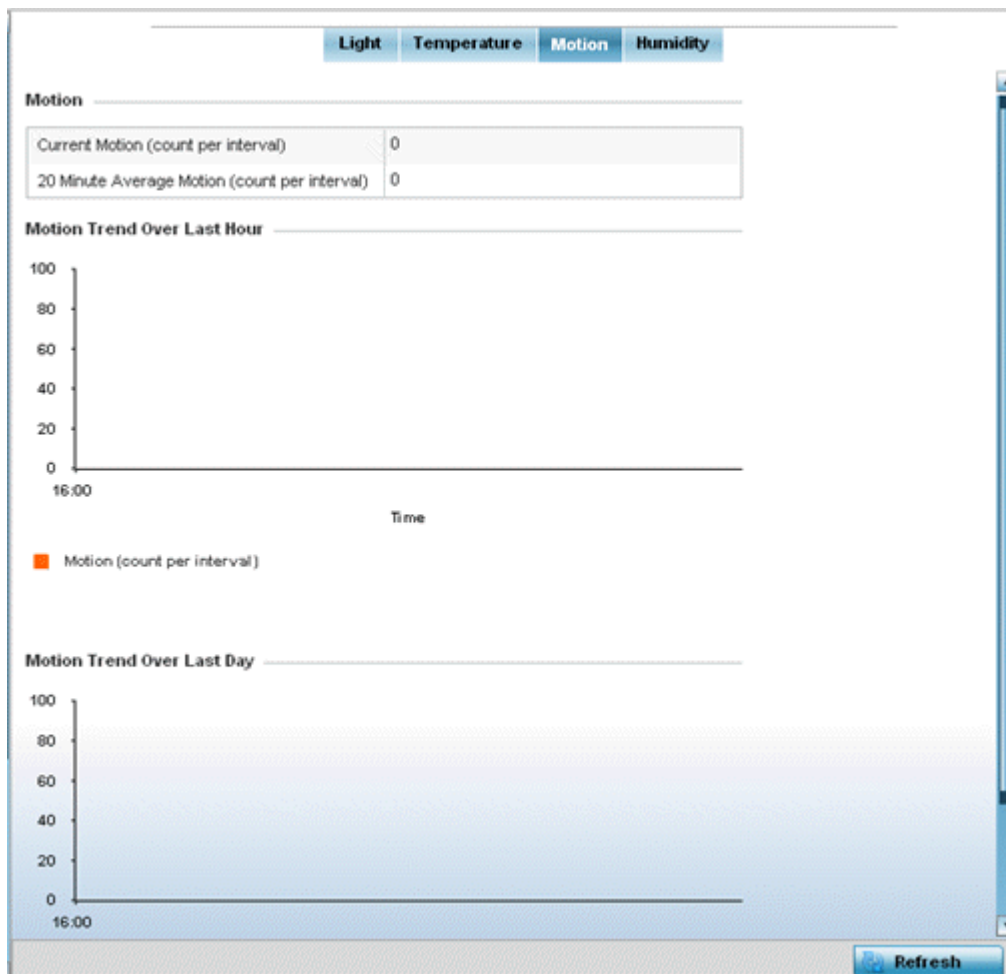 Light Temperature Motion Humidity
Motion
Current Motion (count per interval) 0
20 Minute Average Motion (count per interval) 0
Motion Trend Over Last Hour
100
80
60
40
20
0
16:00
Time
Motion (count per interval)
Motion Trend Over Last Day
100
80
60
40
20
0
16:00
Refresh